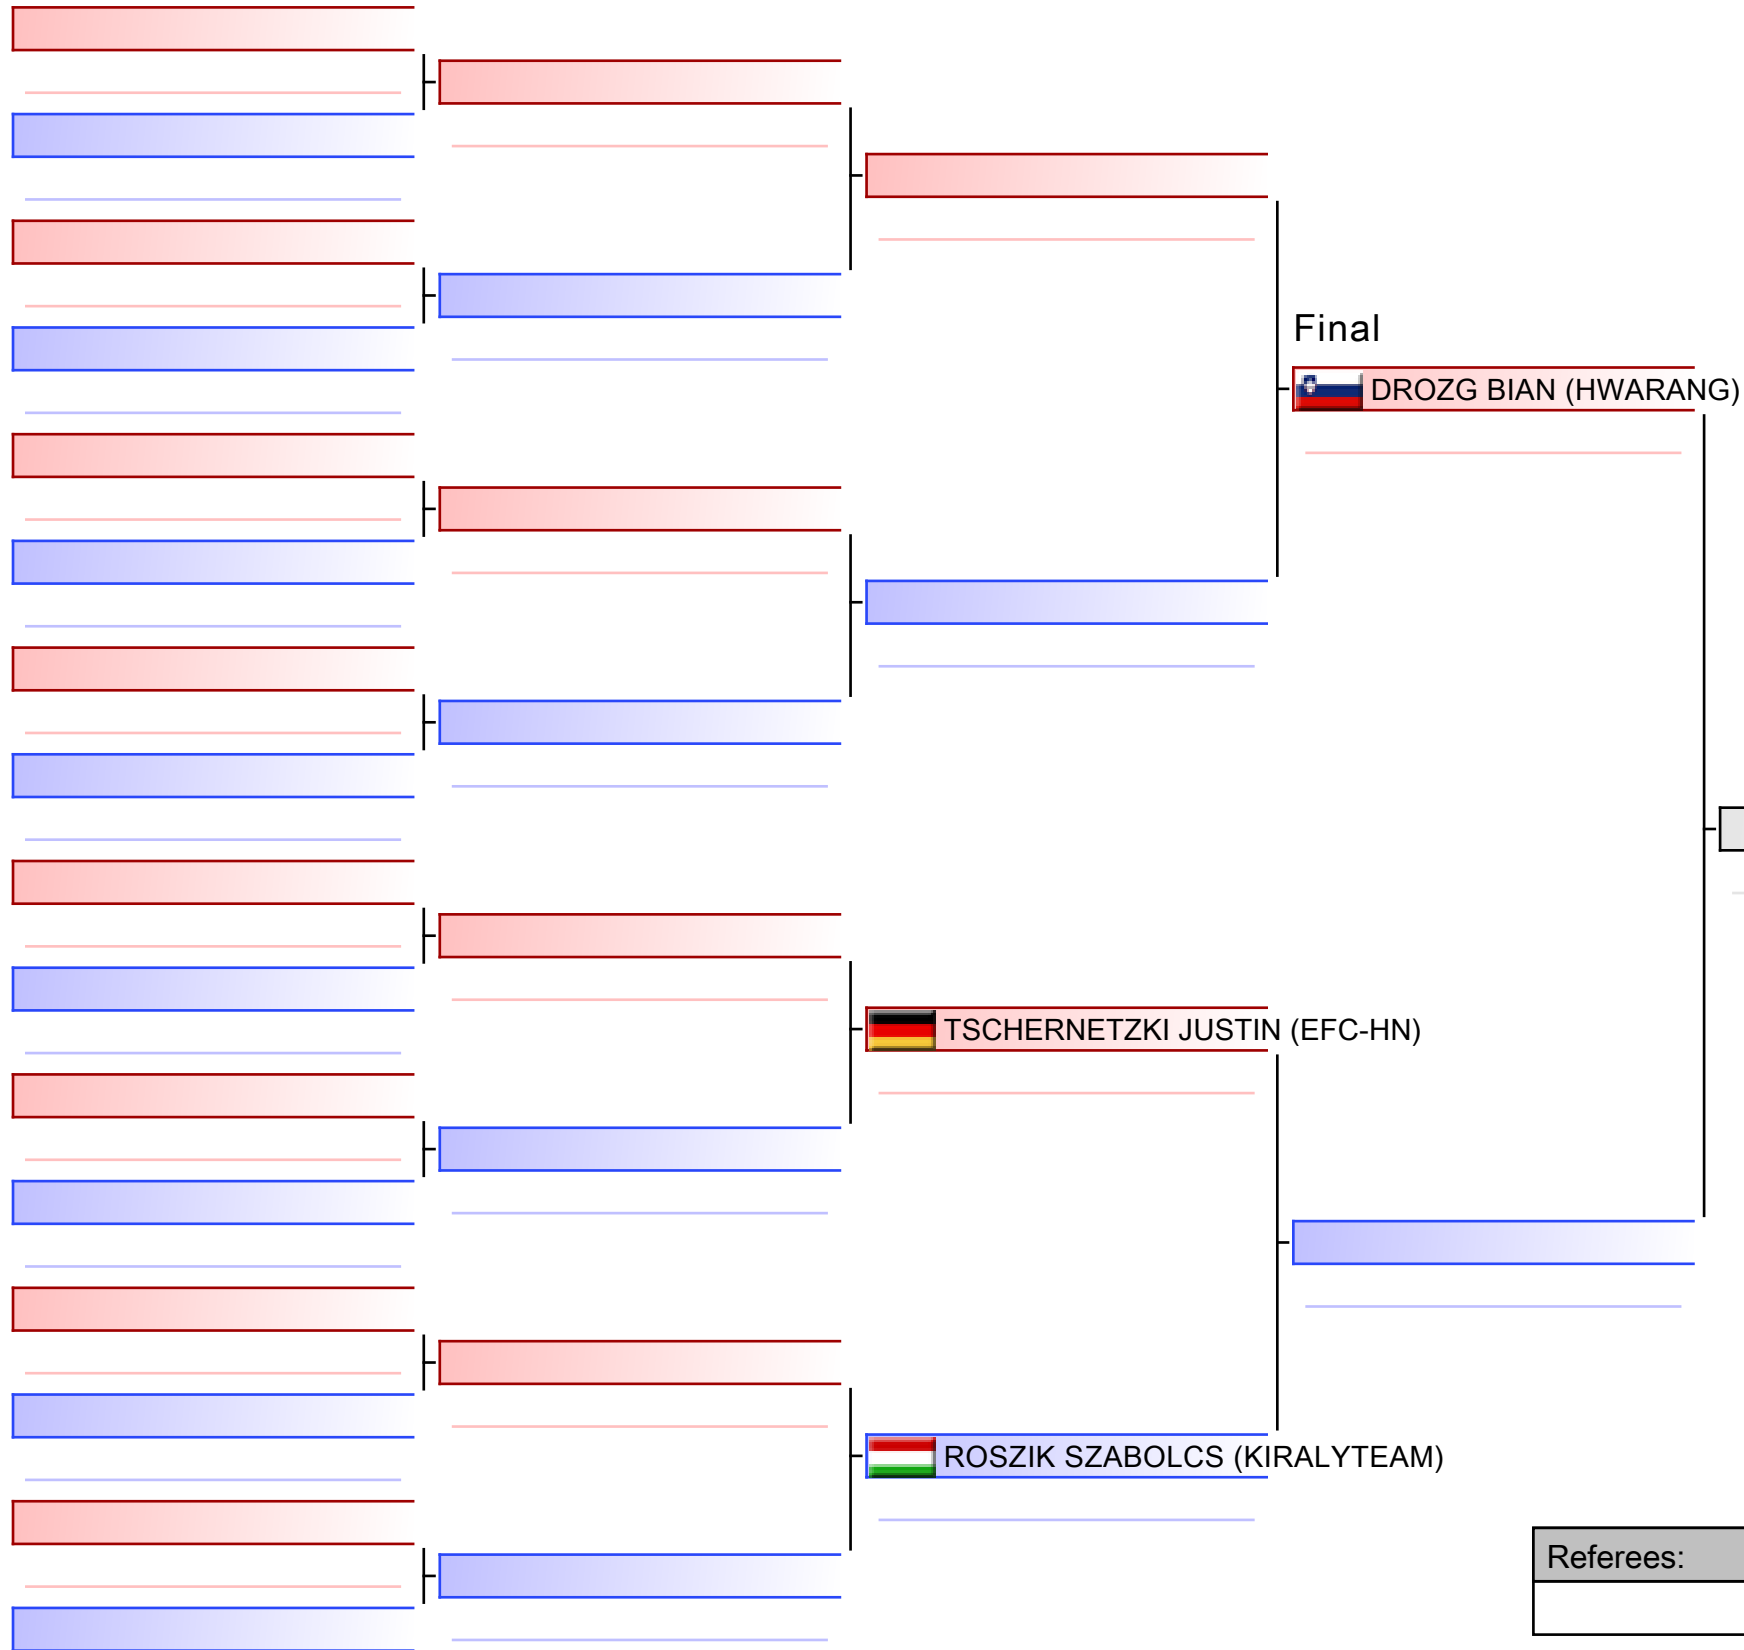 Final
DROZG BIAN (HWARANG)
TSCHERNETZKI JUSTIN (EFC-HN)
ROSZIK SZABOLCS (KIRALYTEAM)
Referees: